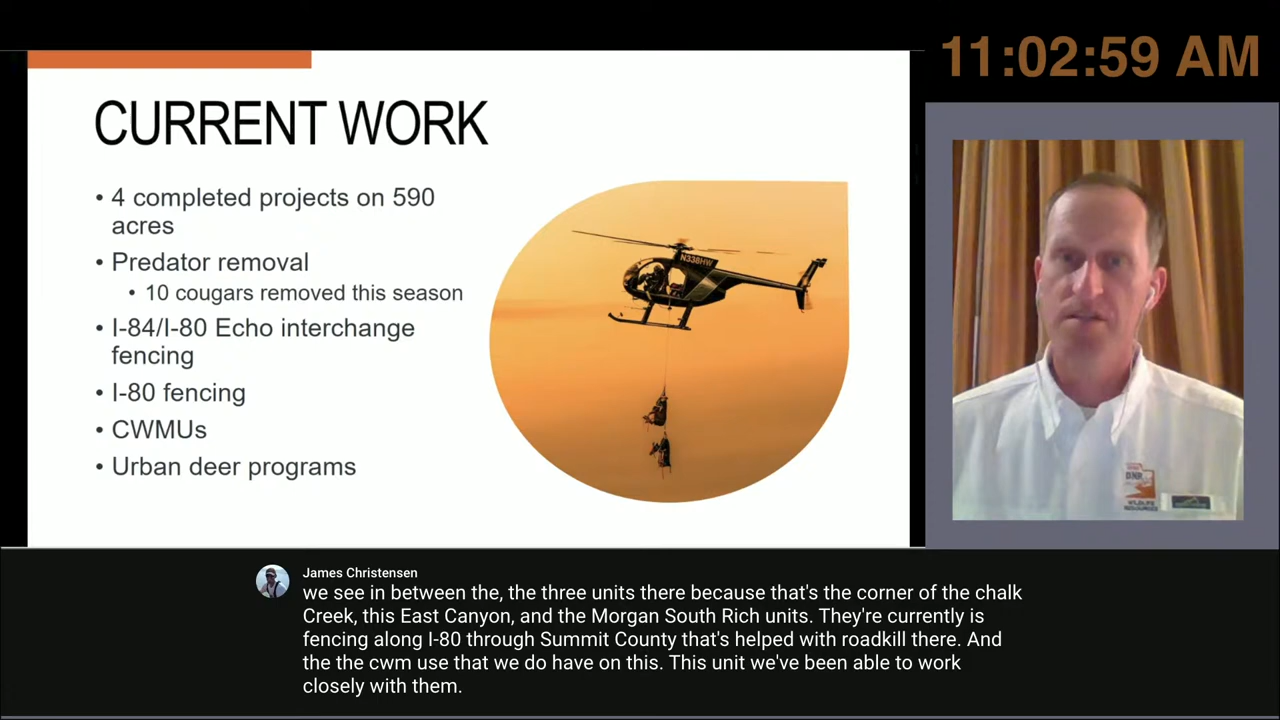 11:02:59 AM
CURRENT WORK
• 4 completed projects on 590
acres
• Predator removal
• 10 cougars removed this season
• I-84/I-80 Echo interchange
fencing
• I-80 fencing
• CWMUs
• Urban deer programs
N338HW
DNR
WILDLIFE
RESOURCES
James Christensen
we see in between the, the three units there because that's the corner of the chalk
Creek, this East Canyon, and the Morgan South Rich units. They're currently is
fencing along I-80 through Summit County that's helped with roadkill there. And
the the cwm use that we do have on this. This unit we've been able to work
closely with them.